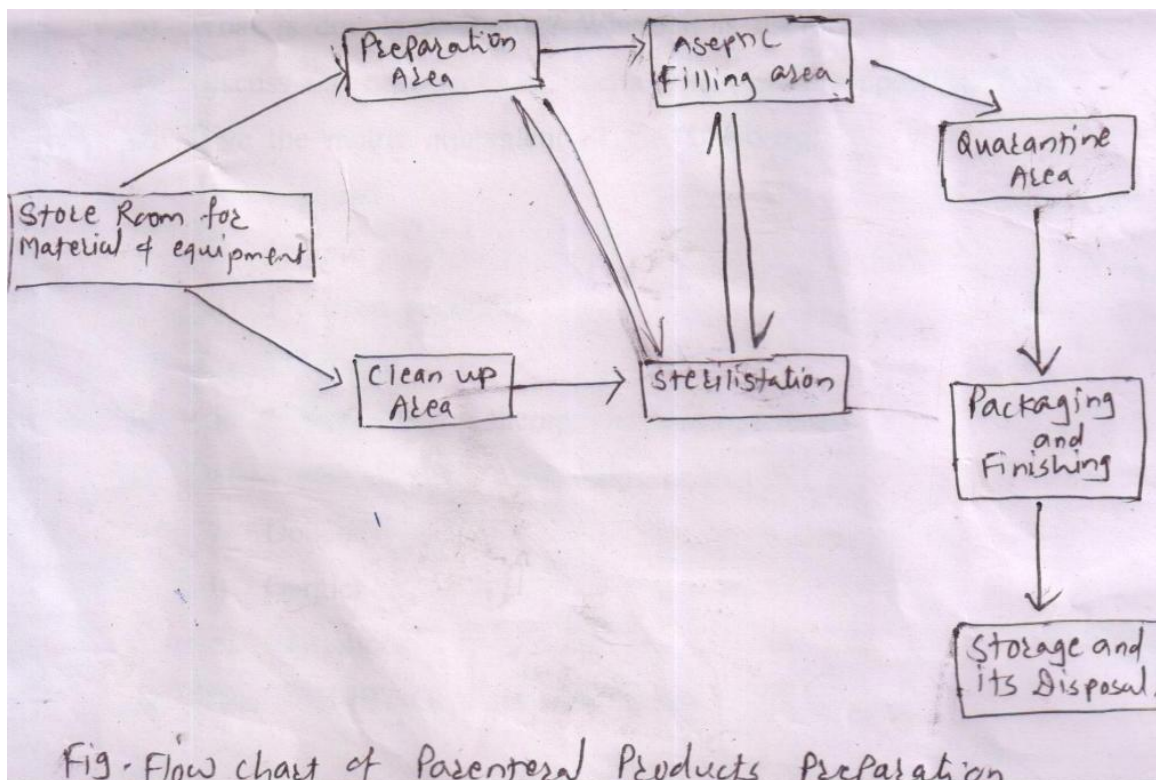 Preparation
Area
Aseptic
Filling area.
Quarantine
Area
Store Room for
Material & equipment.
Clean up
Area
Sterilistation
Packaging
and
Finishing
Storage and
its Disposal.
Fig. Flow chart of Parenteral Products Preparation